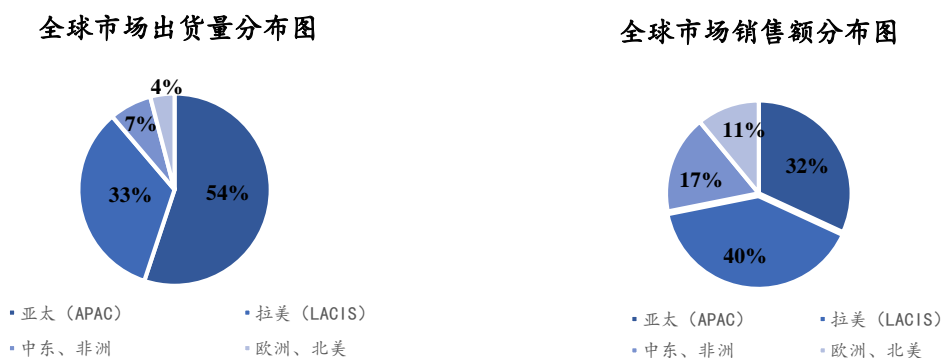 全球市场出货量分布图
4%
7%
33%
54%
亚太（APAC）
拉美（LACIS）
中东、非洲
欧洲、北美
全球市场销售额分布图
11%
32%
17%
40%
亚太（APAC）
拉美（LACIS）
中东、非洲
欧洲、北美